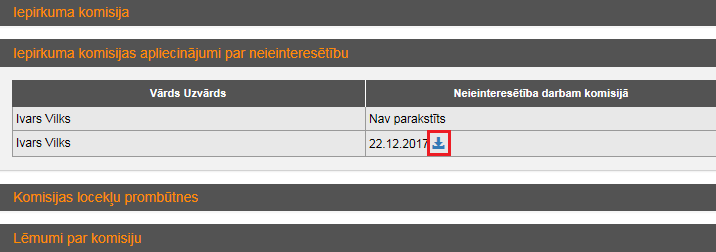 Iepirkuma komisija
Iepirkuma komisijas apliecinājumi par neieinteresētību
Vārds Uzvārds Neieinteresētība darbam komisijā
Ivars Vilks Nav parakstīts
Ivars Vilks 22.12.2017
Komisijas locekļu prombūtnes
Lēmumi par komisiju